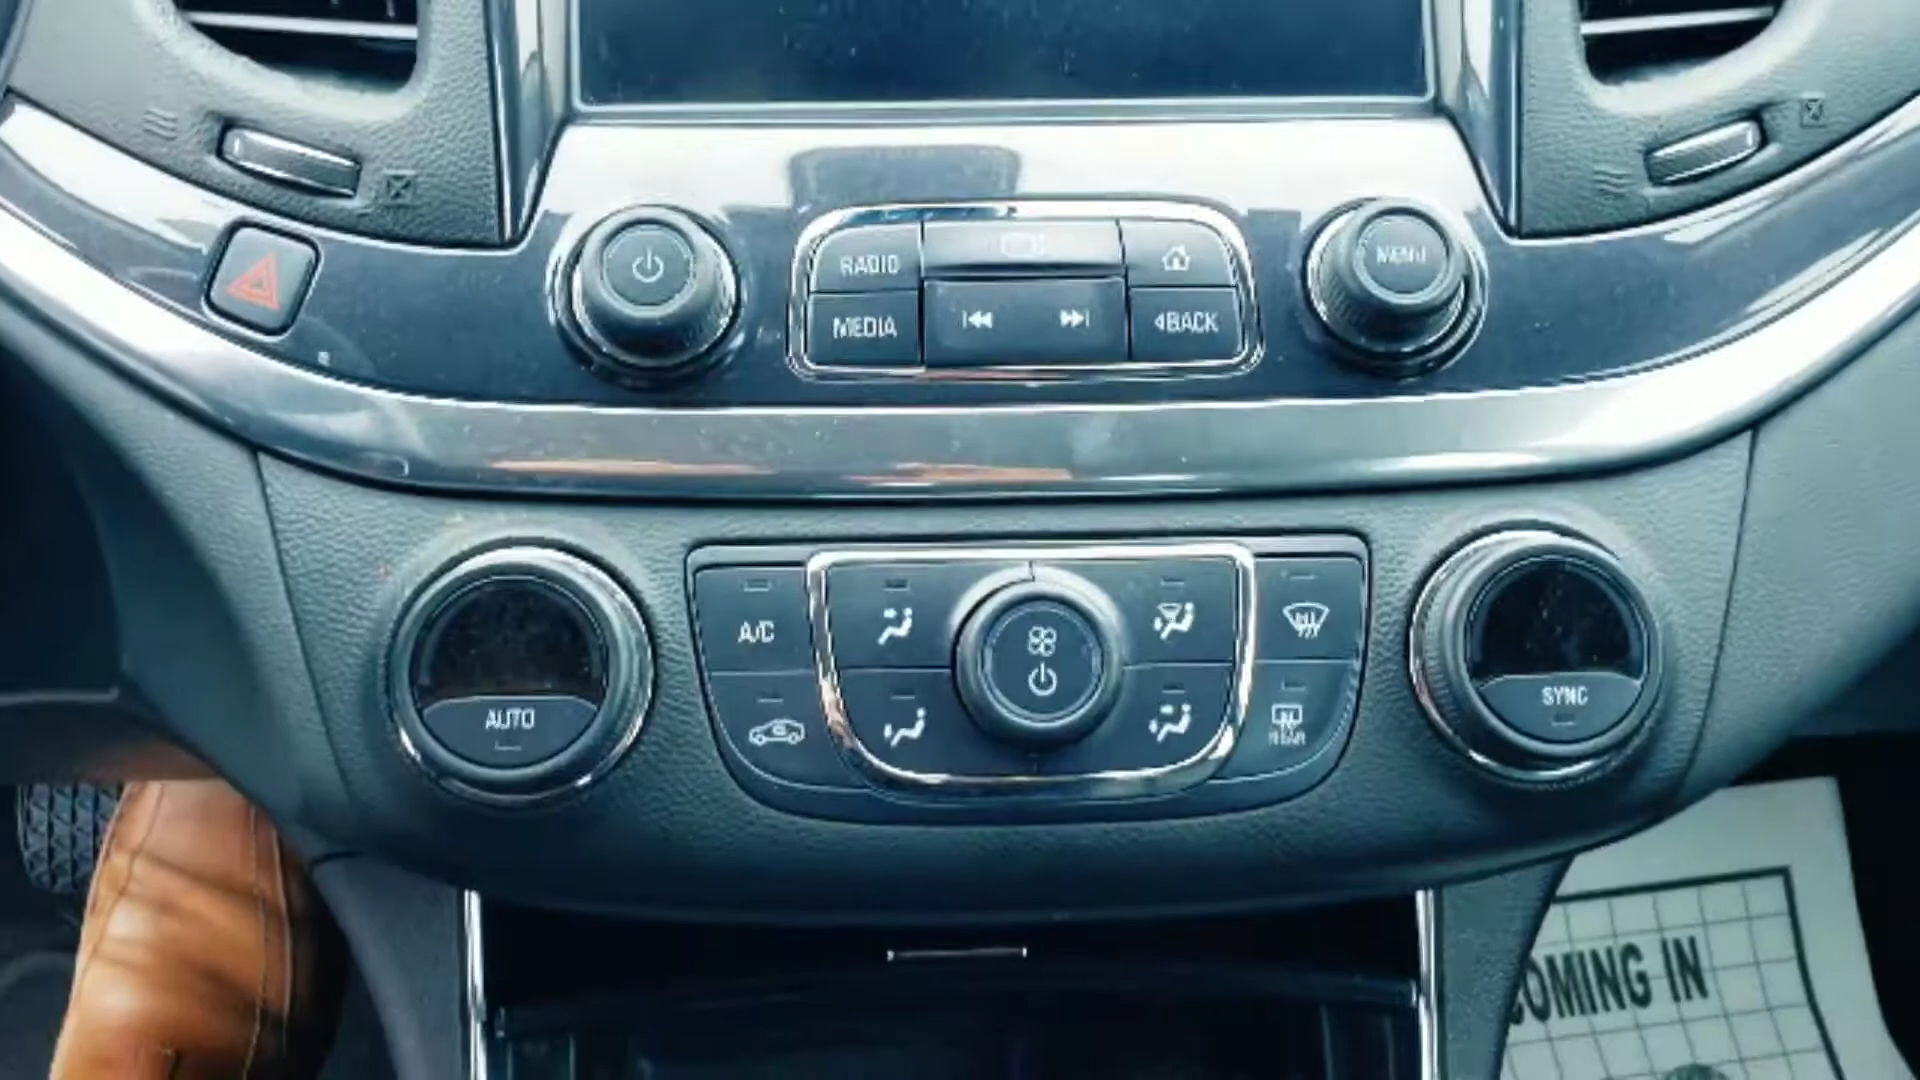 RADIO
MENU
MEDIA
BACK
A/C
AUTO
SYNC
REAR
COMING IN